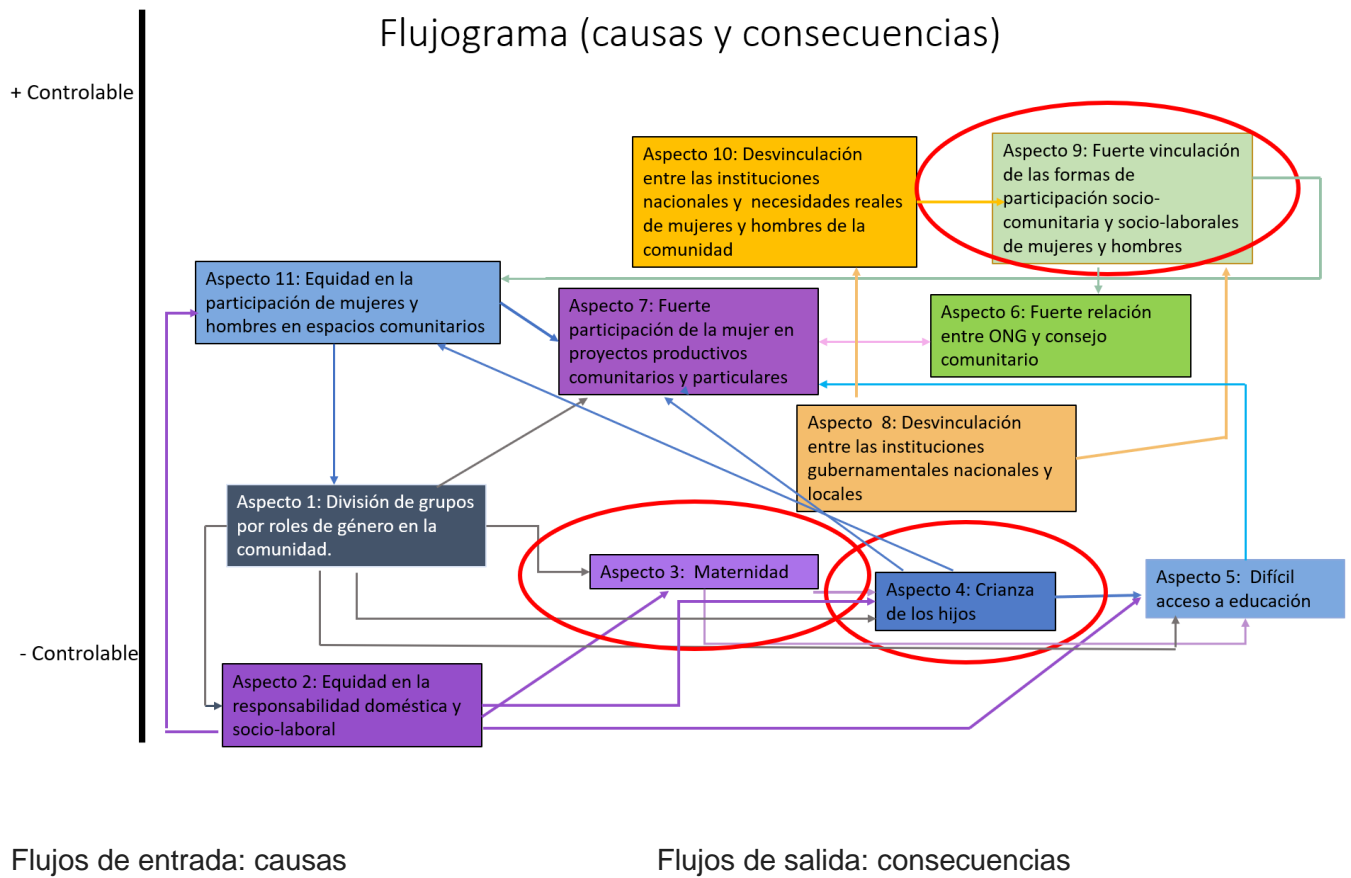 Flujograma (causas y consecuencias)
+ Controlable
Aspecto 10: Desvinculación
entre las instituciones
nacionales y necesidades reales
de mujeres y hombres de la
comunidad
Aspecto 9: Fuerte vinculación
de las formas de
participación socio-
comunitaria y socio-laborales
de mujeres y hombres
Aspecto 11: Equidad en la
participación de mujeres y
hombres en espacios comunitarios
Aspecto 7: Fuerte
participación de la mujer en
proyectos productivos
comunitarios y particulares
Aspecto 6: Fuerte relación
entre ONG y consejo
comunitario
Aspecto 8: Desvinculación
entre las instituciones
gubernamentales nacionales y
locales
Aspecto 1: División de grupos
por roles de género en la
comunidad.
Aspecto 3: Maternidad
Aspecto 4: Crianza
de los hijos
Aspecto 5: Difícil
acceso a educación
- Controlable
Aspecto 2: Equidad en la
responsabilidad doméstica y
socio-laboral
Flujos de entrada: causas
Flujos de salida: consecuencias